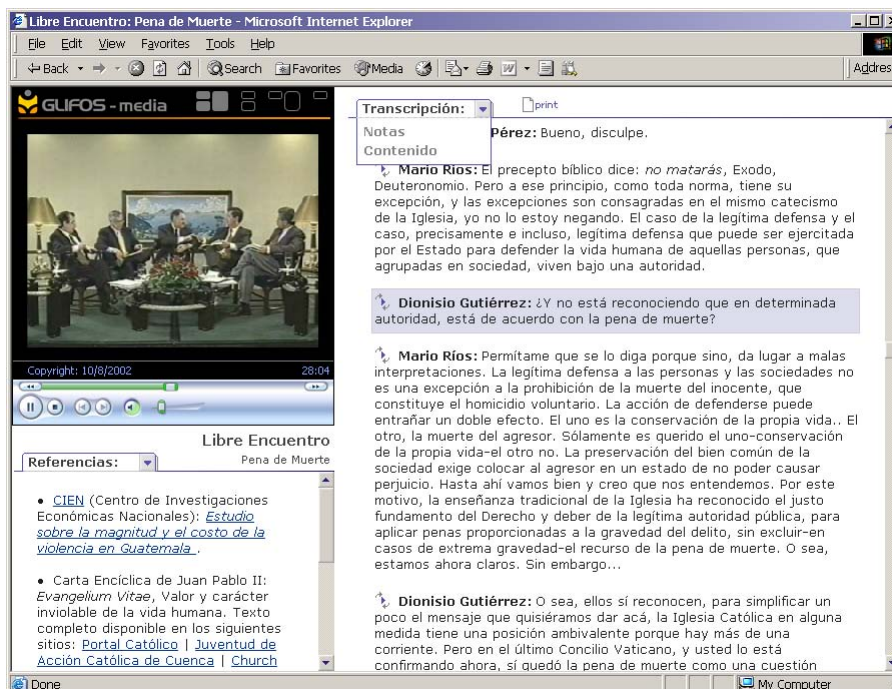 Libre Encuentro: Pena de Muerte - Microsoft Internet Explorer
File Edit View Favorites Tools Help
Back Search Favorites Media Addres
GLIFOS - media
Copyright: 10/8/2002 28:04
Libre Encuentro
Pena de Muerte
Referencias:
• CIEN (Centro de Investigaciones
Económicas Nacionales): Estudio
sobre la magnitud y el costo de la
violencia en Guatemala .
• Carta Encíclica de Juan Pablo II:
Evangelium Vitae, Valor y carácter
inviolable de la vida humana. Texto
completo disponible en los siguientes
sitios: Portal Católico | Juventud de
Acción Católica de Cuenca | Church
Transcripción: print
Notas
Contenido
Pérez: Bueno, disculpe.
Mario Ríos: El precepto bíblico dice: no matarás, Exodo,
Deuteronomio. Pero a ese principio, como toda norma, tiene su
excepción, y las excepciones son consagradas en el mismo catecismo
de la Iglesia, yo no lo estoy negando. El caso de la legítima defensa y el
caso, precisamente e incluso, legítima defensa que puede ser ejercitada
por el Estado para defender la vida humana de aquellas personas, que
agrupadas en sociedad, viven bajo una autoridad.
Dionisio Gutiérrez: ¿Y no está reconociendo que en determinada
autoridad, está de acuerdo con la pena de muerte?
Mario Ríos: Permítame que se lo diga porque sino, da lugar a malas
interpretaciones. La legítima defensa a las personas y las sociedades no
es una excepción a la prohibición de la muerte del inocente, que
constituye el homicidio voluntario. La acción de defenderse puede
entrañar un doble efecto. El uno es la conservación de la propia vida.. El
otro, la muerte del agresor. Sólamente es querido el uno-conservación
de la propia vida-el otro no. La preservación del bien común de la
sociedad exige colocar al agresor en un estado de no poder causar
perjuicio. Hasta ahí vamos bien y creo que nos entendemos. Por este
motivo, la enseñanza tradicional de la Iglesia ha reconocido el justo
fundamento del Derecho y deber de la legítima autoridad pública, para
aplicar penas proporcionadas a la gravedad del delito, sin excluir-en
casos de extrema gravedad-el recurso de la pena de muerte. O sea,
estamos ahora claros. Sin embargo...
Dionisio Gutiérrez: O sea, ellos sí reconocen, para simplificar un
poco el mensaje que quisiéramos dar acá, la Iglesia Católica en alguna
medida tiene una posición ambivalente porque hay más de una
corriente. Pero en el último Concilio Vaticano, y usted lo está
confirmando ahora, sí quedó la pena de muerte como una cuestión
Done My Computer